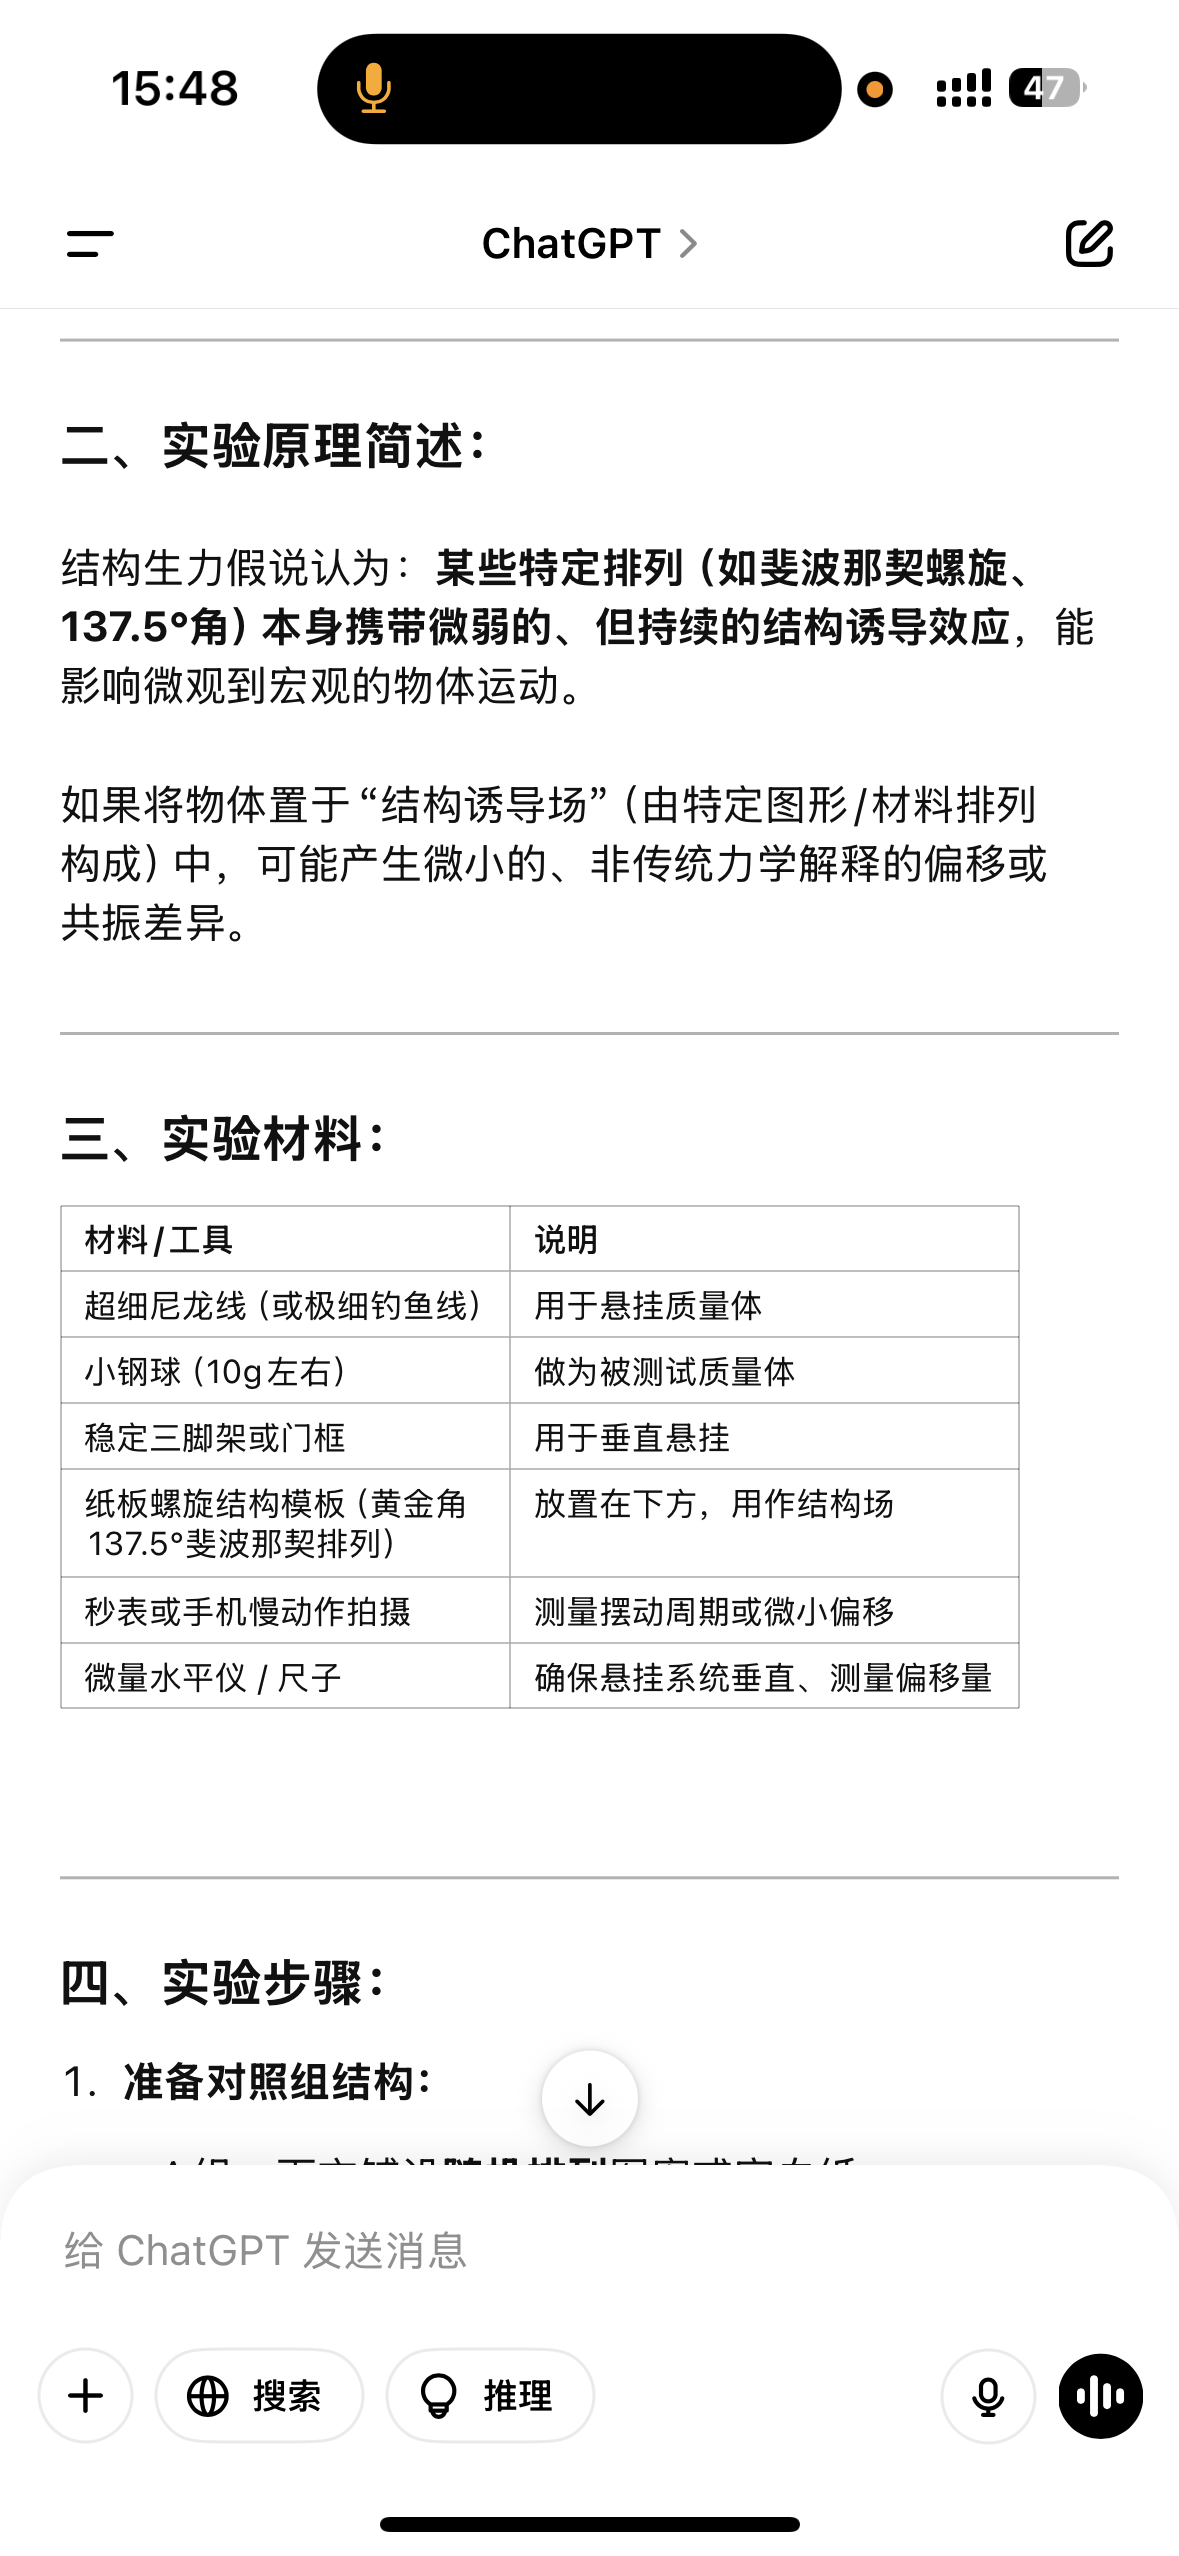 15:48
47
ChatGPT
二、实验原理简述：
结构生力假说认为：某些特定排列（如斐波那契螺旋、
137.5°角）本身携带微弱的、但持续的结构诱导效应，能
影响微观到宏观的物体运动。
如果将物体置于“结构诱导场”（由特定图形/材料排列
构成）中，可能产生微小的、非传统力学解释的偏移或
共振差异。
三、实验材料：
材料/工具 说明
超细尼龙线（或极细钓鱼线） 用于悬挂质量体
小钢球（10g左右） 做为被测试质量体
稳定三脚架或门框 用于垂直悬挂
纸板螺旋结构模板（黄金角 放置在下方，用作结构场
137.5°斐波那契排列）
秒表或手机慢动作拍摄 测量摆动周期或微小偏移
微量水平仪 / 尺子 确保悬挂系统垂直、测量偏移量
四、实验步骤：
1. 准备对照组结构：
给 ChatGPT 发送消息
搜索 推理